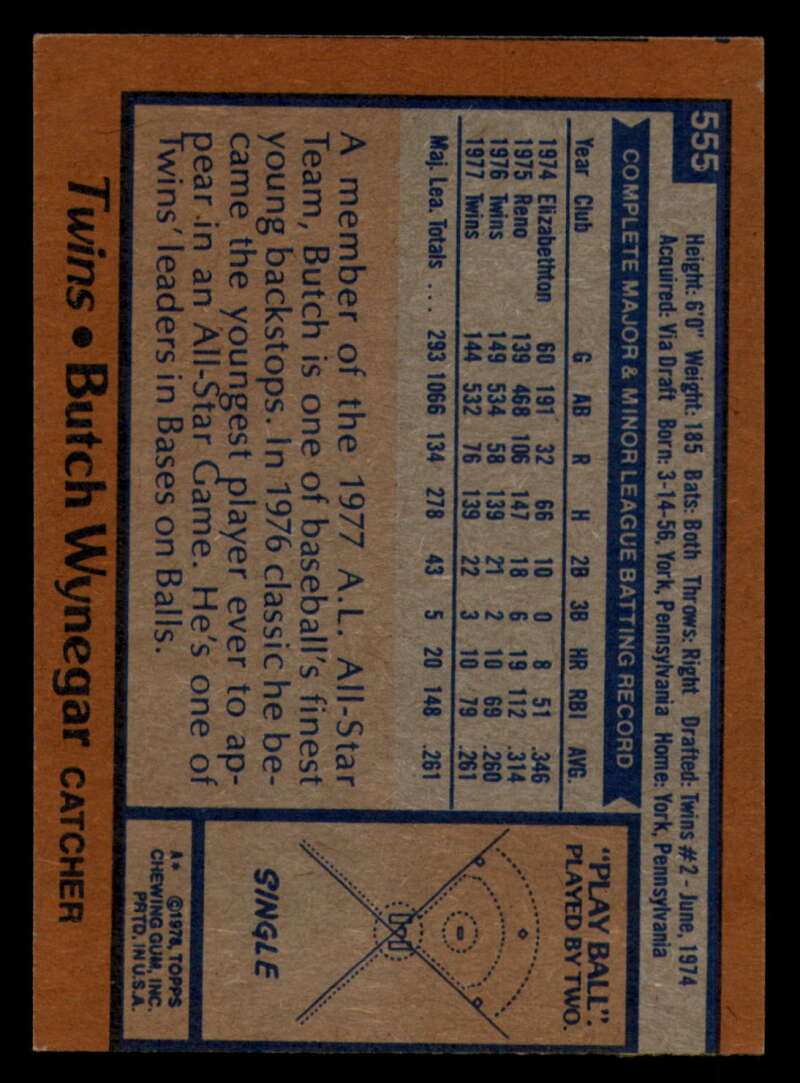 555
Height: 6'0" Weight: 185 Bats: Both Throws: Right Drafted: Twins #2 - June, 1974
Acquired: Via Draft Born: 3-14-56, York, Pennsylvania Home: York, Pennsylvania
COMPLETE MAJOR & MINOR LEAGUE BATTING RECORD
Year Club G AB R H 2B 3B HR RBI AVG.
1974 Elizabethton 60 191 32 66 10 0 8 51 .346
1975 Reno 139 468 106 147 18 6 19 112 .314
1976 Twins 149 534 58 139 21 2 10 69 .260
1977 Twins 144 532 76 139 22 3 10 79 .261
Maj. Lea. Totals ... 293 1066 134 278 43 5 20 148 .261
A member of the 1977 A.L. All-Star
Team, Butch is one of baseball's finest
young backstops. In 1976 classic he be-
came the youngest player ever to ap-
pear in an All-Star Game. He's one of
Twins' leaders in Bases on Balls.
"PLAY BALL".
PLAYED BY TWO.
SINGLE
A* ©1978, TOPPS
CHEWING GUM, INC.
PRTD. IN U.S.A.
Twins • Butch Wynegar CATCHER